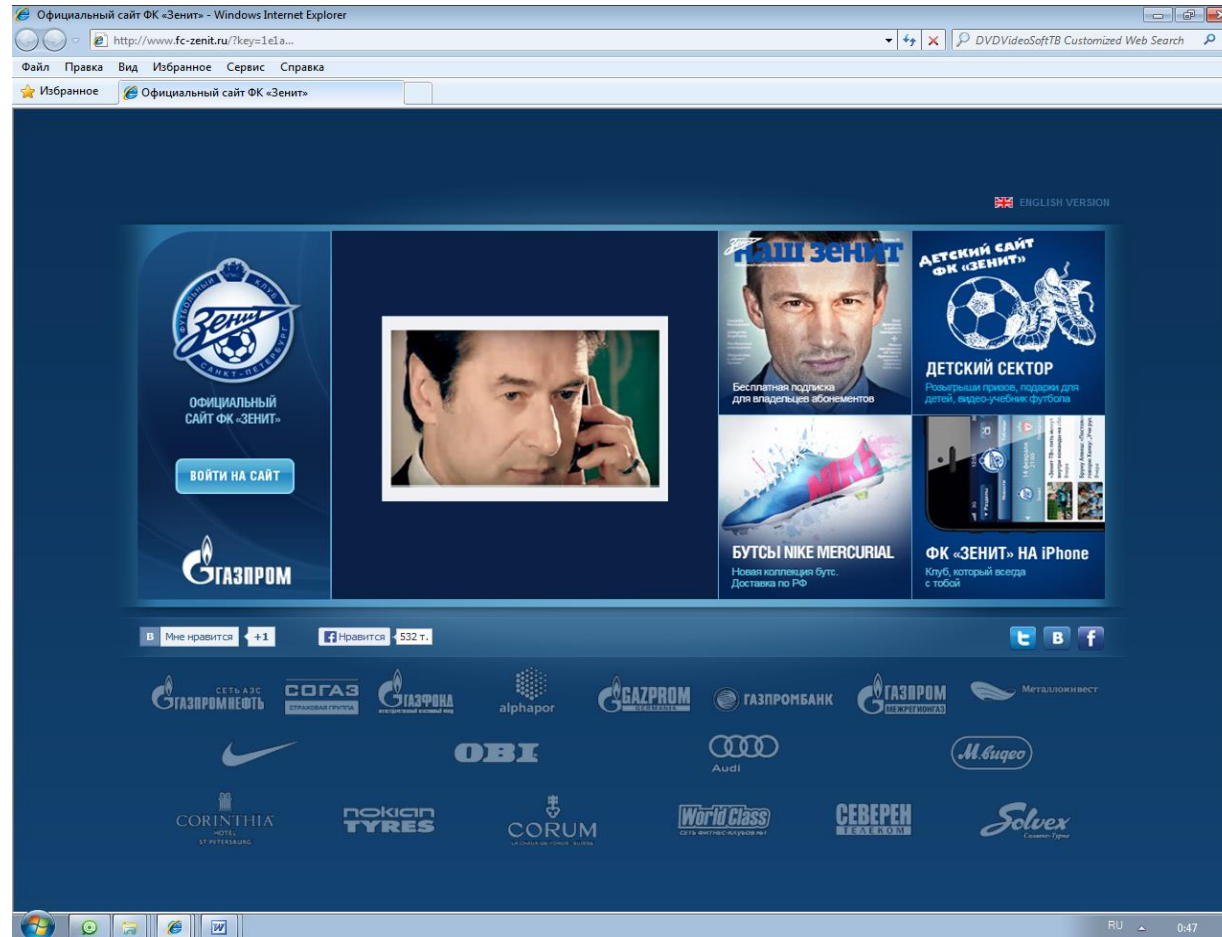 Официальный сайт ФК «Зенит» - Windows Internet Explorer
http://www.fc-zenit.ru/?key=1e1a...
DVDVideoSoftTB Customized Web Search
Файл Правка Вид Избранное Сервис Справка
Избранное
Официальный сайт ФК «Зенит»
ENGLISH VERSION
ФУТБОЛЬНЫЙ КЛУБ
Зенит
САНКТ-ПЕТЕРБУРГ
ОФИЦИАЛЬНЫЙ
САЙТ ФК «ЗЕНИТ»
ВОЙТИ НА САЙТ
ГАЗПРОМ
наш зенит
Бесплатная подписка
для владельцев абонементов
ДЕТСКИЙ САЙТ
ФК «ЗЕНИТ»
ДЕТСКИЙ СЕКТОР
Розыгрыши призов, подарки для
детей, видео-учебник футбола
NIKE
БУТСЫ NIKE MERCURIAL
Новая коллекция бутс.
Доставка по РФ
ФК «ЗЕНИТ» НА iPhone
Клуб, который всегда
с тобой
В Мне нравится +1
Нравится 532 т.
СЕТЬ АЗС
ГАЗПРОМНЕФТЬ
СОГАЗ
СТРАХОВАЯ ГРУППА
ГАЗФОНД
alphapor
GAZPROM
GERMANIA
ГАЗПРОМБАНК
ГАЗПРОМ
МЕЖРЕГИОНГАЗ
Металлоинвест
OBI
Audi
М.видео
CORINTHIA
HOTEL
ST PETERSBURG
nokian
TYRES
CORUM
World Class
СЕТЬ ФИТНЕС-КЛУБОВ №1
СЕВЕРЕН
ТЕЛЕКОМ
Solvex
RU
0:47